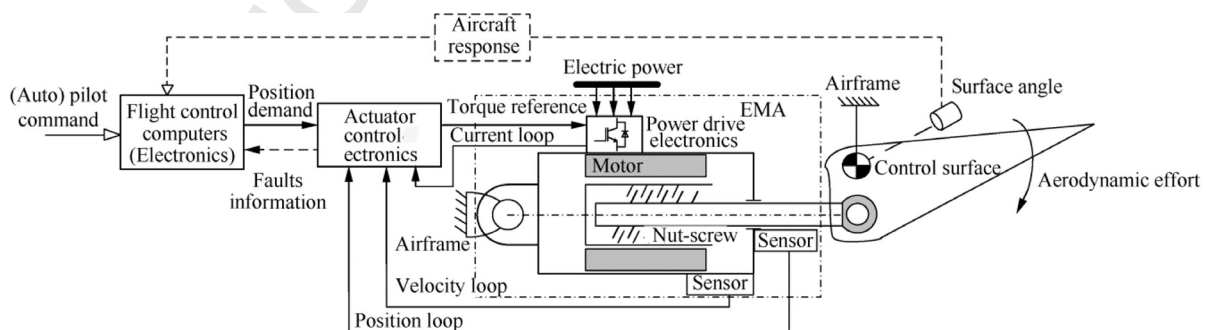 Aircraft
response
Electric power
Airframe
Surface angle
(Auto) pilot
command
Flight control
computers
(Electronics)
Position
demand
Actuator
control
ectronics
Torque reference
Current loop
EMA
Power drive
electronics
Motor
Control surface
Aerodynamic effort
Faults
information
Airframe
Nut-screw
Sensor
Velocity loop
Sensor
Position loop